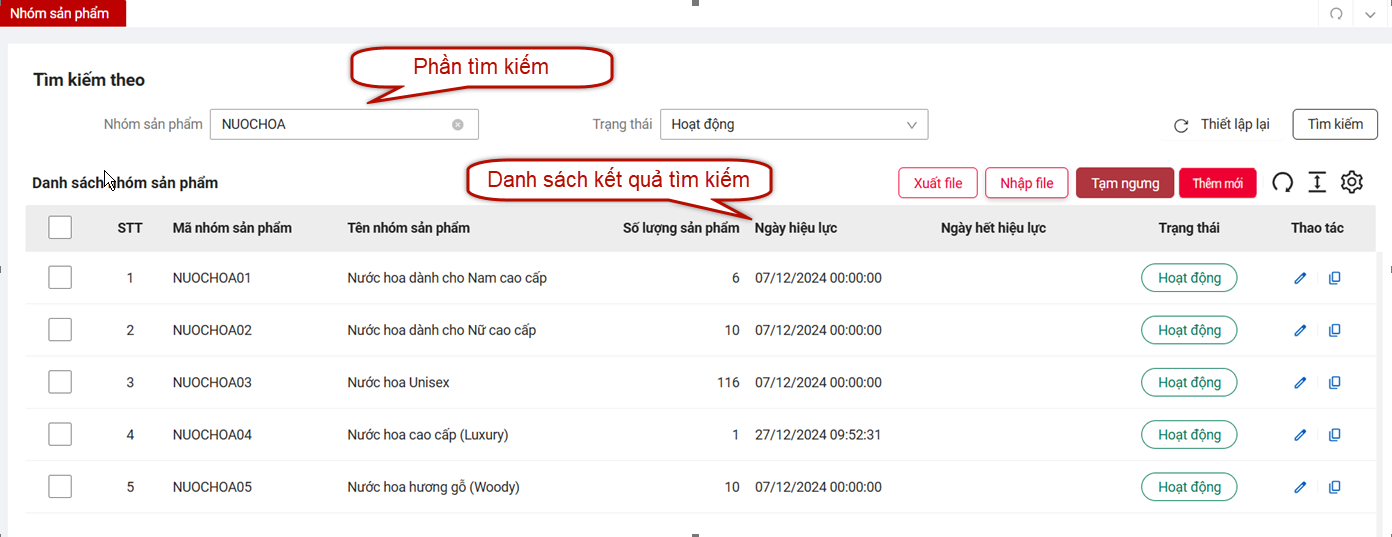 Nhóm sản phẩm
Phần tìm kiếm
Tìm kiếm theo
Nhóm sản phẩm NUOCHOA Trạng thái Hoạt động Thiết lập lại Tìm kiếm
Danh sách kết quả tìm kiếm
Danh sách nhóm sản phẩm Xuất file Nhập file Tạm ngưng Thêm mới
STT Mã nhóm sản phẩm Tên nhóm sản phẩm Số lượng sản phẩm Ngày hiệu lực Ngày hết hiệu lực Trạng thái Thao tác
1 NUOCHOA01 Nước hoa dành cho Nam cao cấp 6 07/12/2024 00:00:00 Hoạt động
2 NUOCHOA02 Nước hoa dành cho Nữ cao cấp 10 07/12/2024 00:00:00 Hoạt động
3 NUOCHOA03 Nước hoa Unisex 116 07/12/2024 00:00:00 Hoạt động
4 NUOCHOA04 Nước hoa cao cấp (Luxury) 1 27/12/2024 09:52:31 Hoạt động
5 NUOCHOA05 Nước hoa hương gỗ (Woody) 10 07/12/2024 00:00:00 Hoạt động